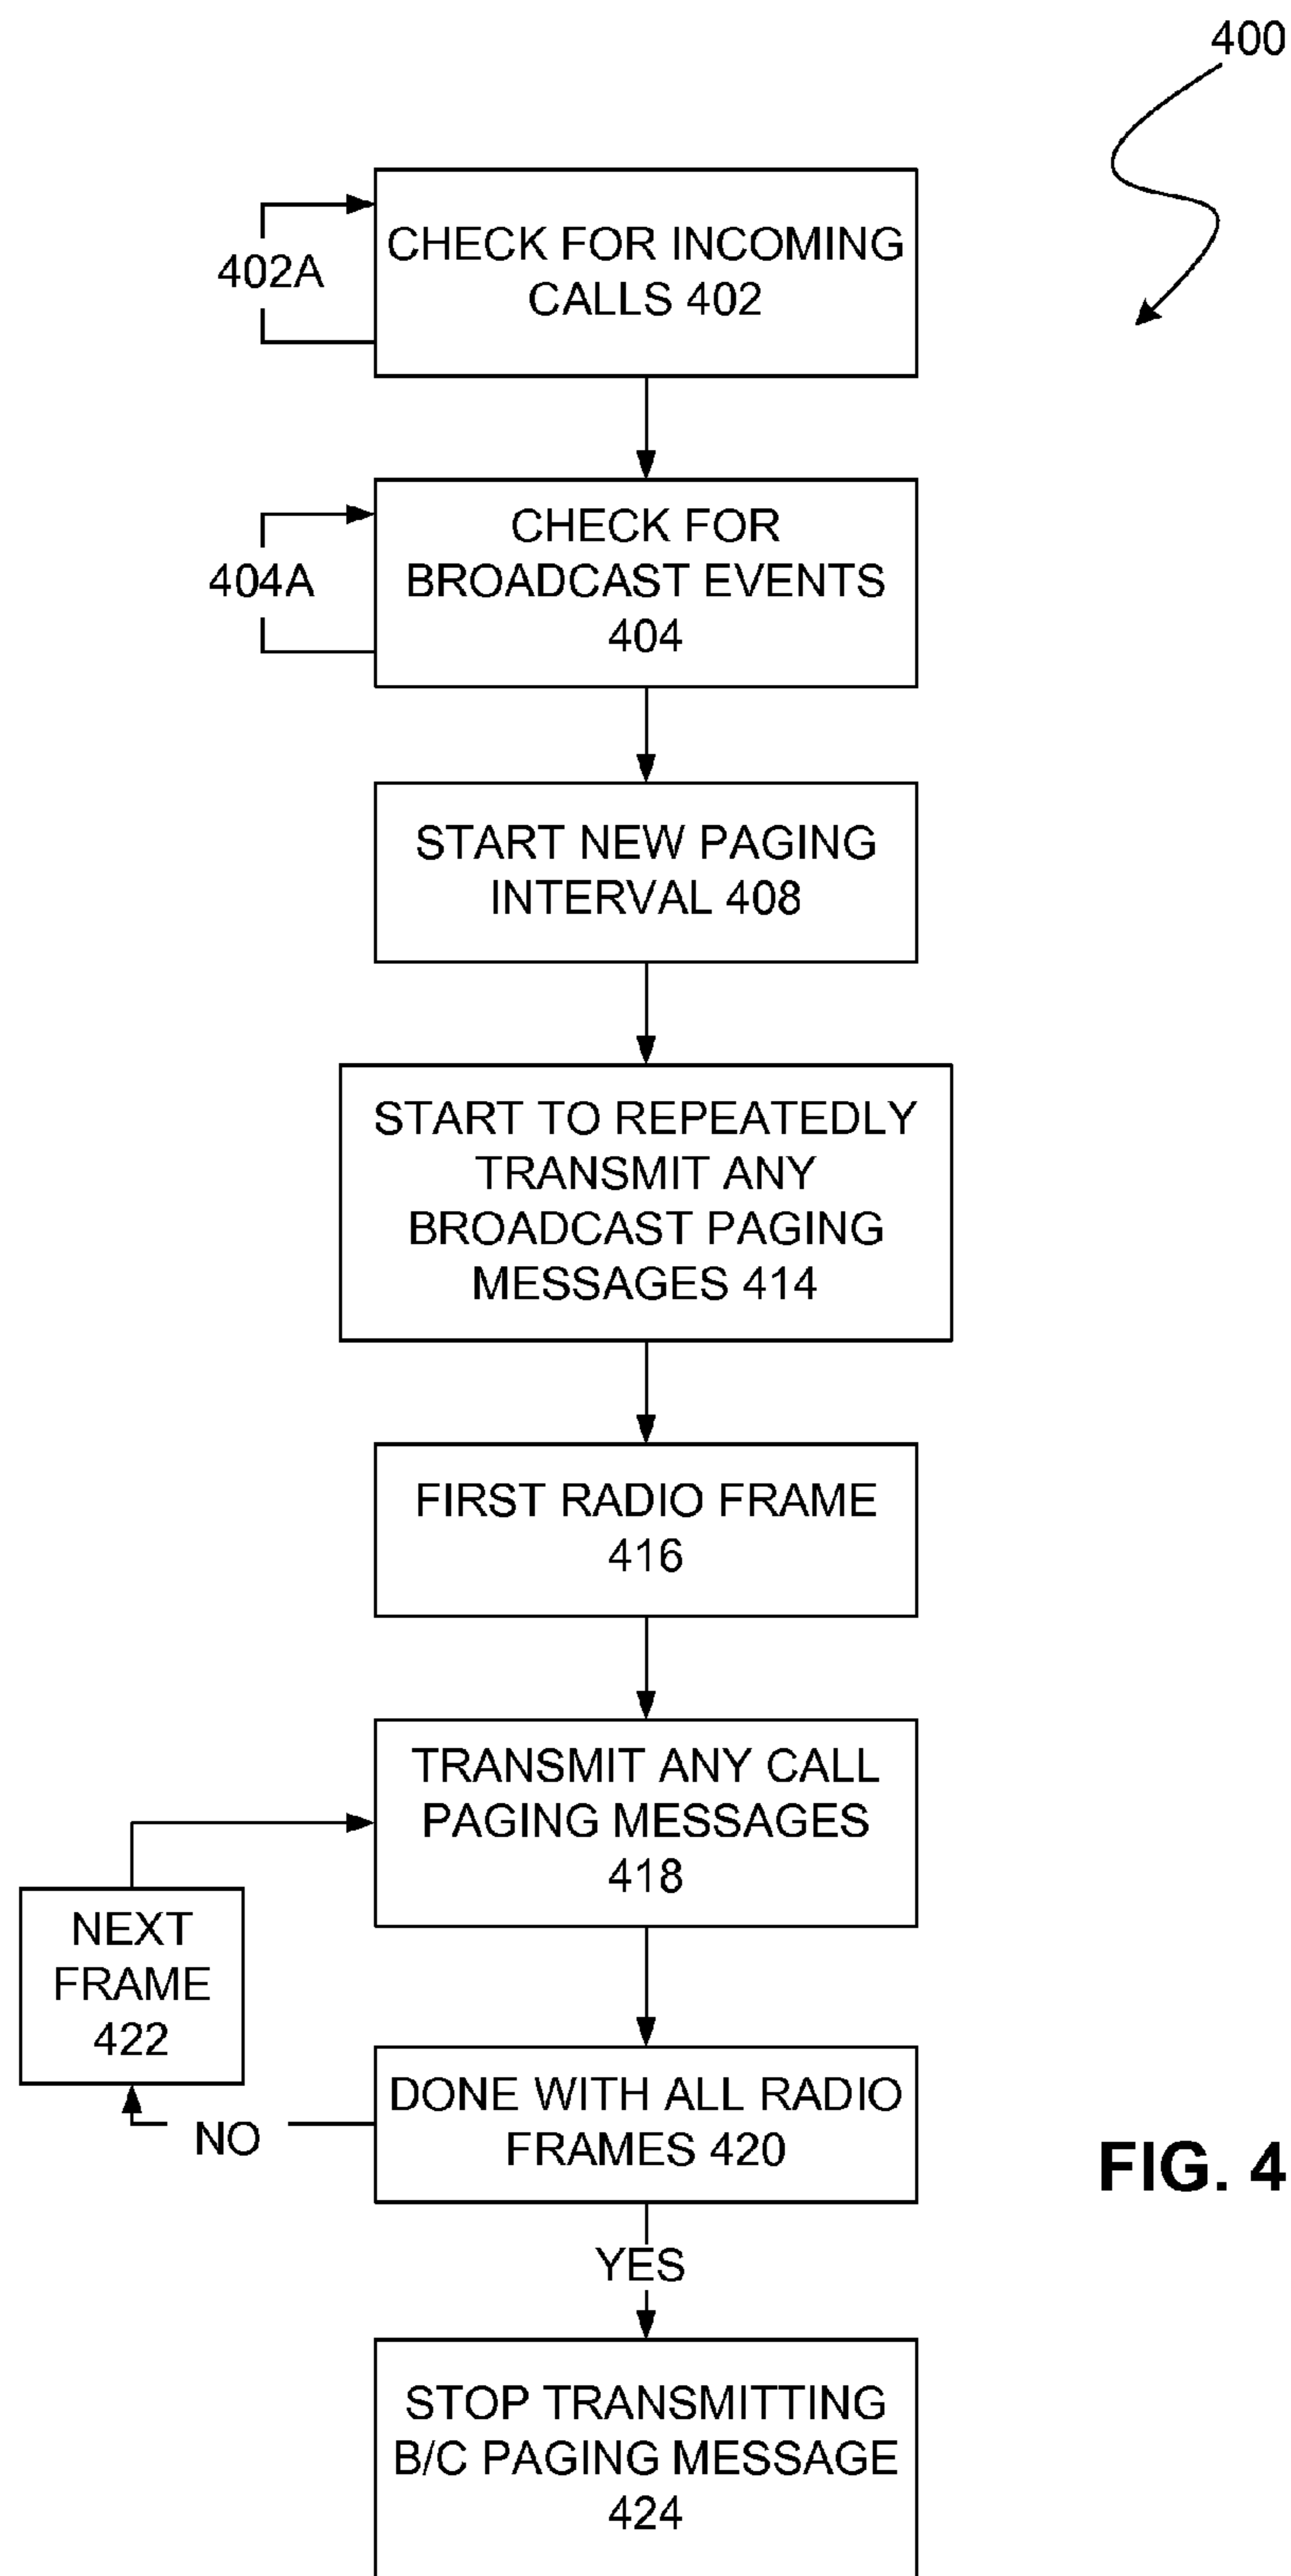 400
CHECK FOR INCOMING
CALLS 402
402A
CHECK FOR
BROADCAST EVENTS
404
404A
START NEW PAGING
INTERVAL 408
START TO REPEATEDLY
TRANSMIT ANY
BROADCAST PAGING
MESSAGES 414
FIRST RADIO FRAME
416
TRANSMIT ANY CALL
PAGING MESSAGES
418
NEXT
FRAME
422
DONE WITH ALL RADIO
FRAMES 420
NO
FIG. 4
YES
STOP TRANSMITTING
B/C PAGING MESSAGE
424